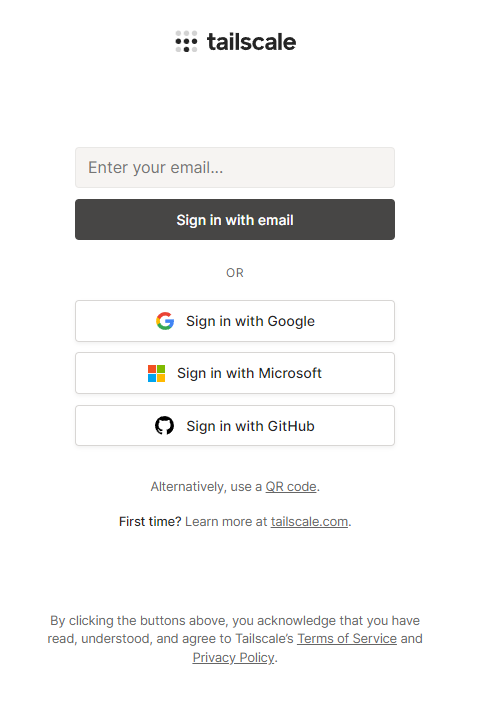 tailscale
Enter your email...
Sign in with email
OR
Sign in with Google
Sign in with Microsoft
Sign in with GitHub
Alternatively, use a QR code.
First time? Learn more at tailscale.com.
By clicking the buttons above, you acknowledge that you have
read, understood, and agree to Tailscale’s Terms of Service and
Privacy Policy.